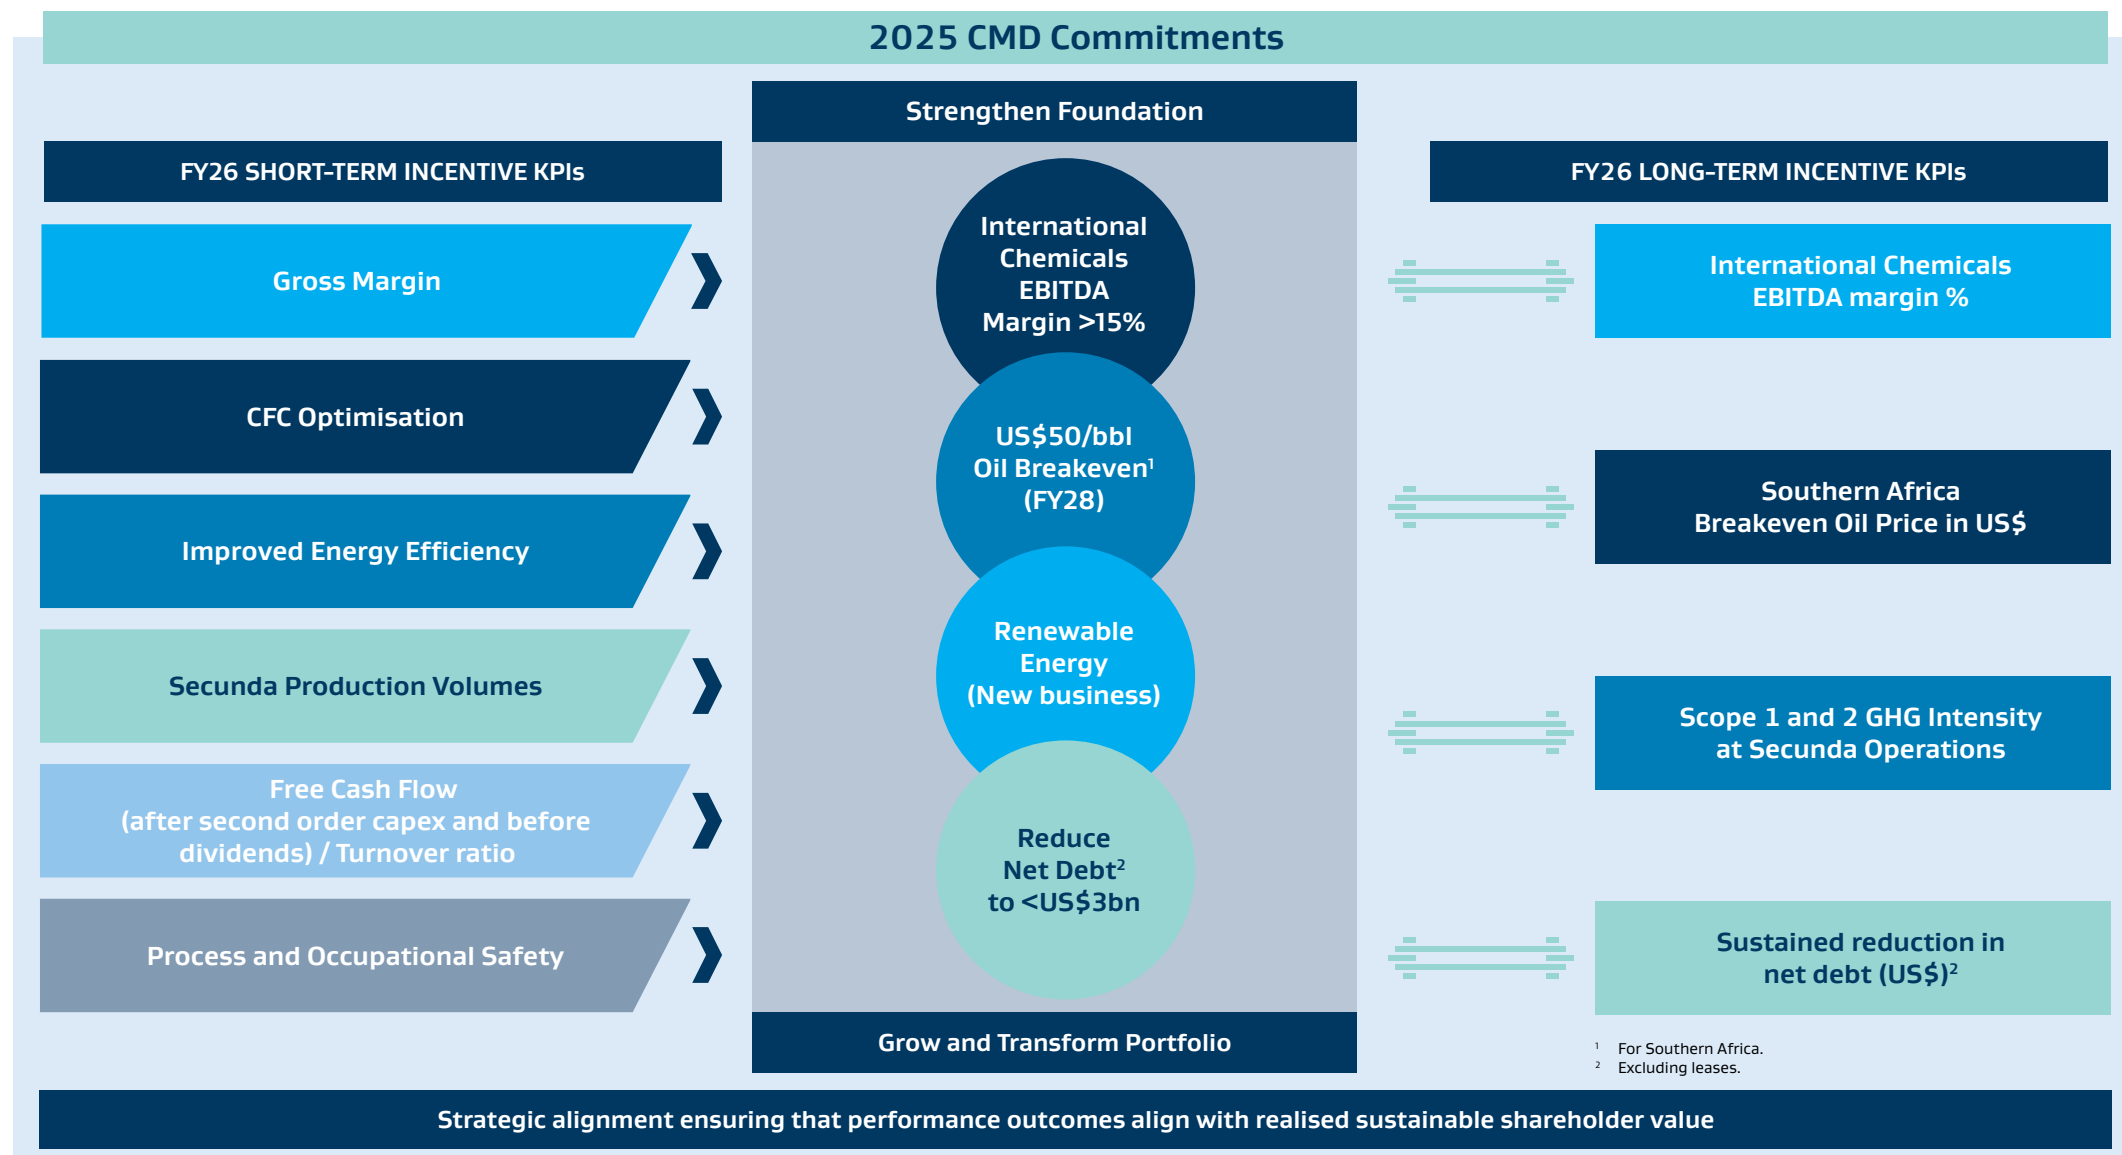 2025 CMD Commitments
FY26 SHORT-TERM INCENTIVE KPIs
Gross Margin
CFC Optimisation
Improved Energy Efficiency
Secunda Production Volumes
Free Cash Flow
(after second order capex and before
dividends) / Turnover ratio
Process and Occupational Safety
Strengthen Foundation
International
Chemicals
EBITDA
Margin >15%
US$50/bbl
Oil Breakeven¹
(FY28)
Renewable
Energy
(New business)
Reduce
Net Debt²
to <US$3bn
Grow and Transform Portfolio
FY26 LONG-TERM INCENTIVE KPIs
International Chemicals
EBITDA margin %
Southern Africa
Breakeven Oil Price in US$
Scope 1 and 2 GHG Intensity
at Secunda Operations
Sustained reduction in
net debt (US$)²
¹ For Southern Africa.
² Excluding leases.
Strategic alignment ensuring that performance outcomes align with realised sustainable shareholder value